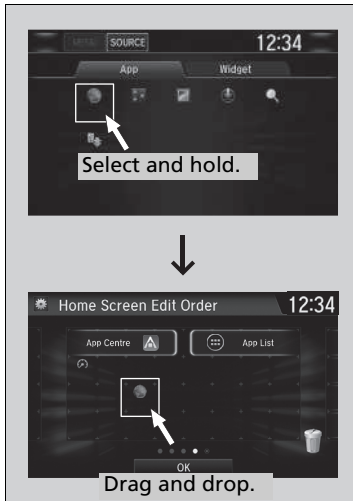 SOURCE
12:34
App
Widget
Select and hold.
Home Screen Edit Order
12:34
App Centre
App List
OK
Drag and drop.